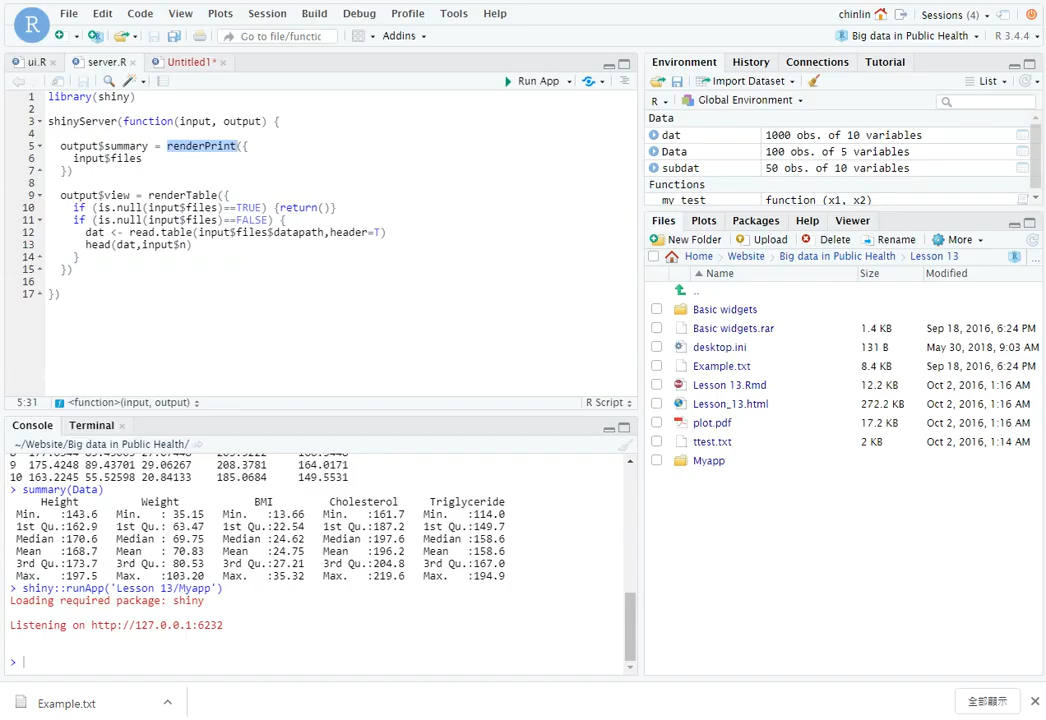 File Edit Code View Plots Session Build Debug Profile Tools Help
chinlin Sessions (4)
Go to file/functic Addins
Big data in Public Health R 3.4.4
ui.R server.R Untitled1*
Run App
1 library(shiny)
2
3 shinyServer(function(input, output) {
4
5 output$summary = renderPrint({
6 input$files
7 })
8
9 output$view = renderTable({
10 if (is.null(input$files)==TRUE) {return()}
11 if (is.null(input$files)==FALSE) {
12 dat <- read.table(input$files$datapath,header=T)
13 head(dat,input$n)
14 }
15 })
16
17 })
5:31 <function>(input, output) R Script
Console Terminal
~/Website/Big data in Public Health/
9 175.4248 89.43701 29.06267 208.3781 164.0171
10 163.2245 55.52598 20.84133 185.0684 149.5531
> summary(Data)
Height Weight BMI Cholesterol Triglyceride
Min. :143.6 Min. : 35.15 Min. :13.66 Min. :161.7 Min. :114.0
1st Qu.:162.9 1st Qu.: 63.47 1st Qu.:22.54 1st Qu.:187.2 1st Qu.:149.7
Median :170.6 Median : 69.75 Median :24.62 Median :197.6 Median :158.6
Mean :168.7 Mean : 70.83 Mean :24.75 Mean :196.2 Mean :158.6
3rd Qu.:173.7 3rd Qu.: 80.53 3rd Qu.:27.21 3rd Qu.:204.8 3rd Qu.:167.0
Max. :197.5 Max. :103.20 Max. :35.32 Max. :219.6 Max. :194.9
> shiny::runApp('Lesson 13/Myapp')
Loading required package: shiny
Listening on http://127.0.0.1:6232
>
Environment History Connections Tutorial
Import Dataset List
R Global Environment
Data
dat 1000 obs. of 10 variables
Data 100 obs. of 5 variables
subdat 50 obs. of 10 variables
Functions
my test function (x1, x2)
Files Plots Packages Help Viewer
New Folder Upload Delete Rename More
Home Website Big data in Public Health Lesson 13 ...
Name Size Modified
..
Basic widgets
Basic widgets.rar 1.4 KB Sep 18, 2016, 6:24 PM
desktop.ini 131 B May 30, 2018, 9:03 AM
Example.txt 8.4 KB Sep 18, 2016, 6:24 PM
Lesson 13.Rmd 12.2 KB Oct 2, 2016, 1:16 AM
Lesson_13.html 272.2 KB Oct 2, 2016, 1:16 AM
plot.pdf 17.2 KB Oct 2, 2016, 1:16 AM
ttest.txt 2 KB Oct 2, 2016, 1:14 AM
Myapp
Example.txt 全部顯示